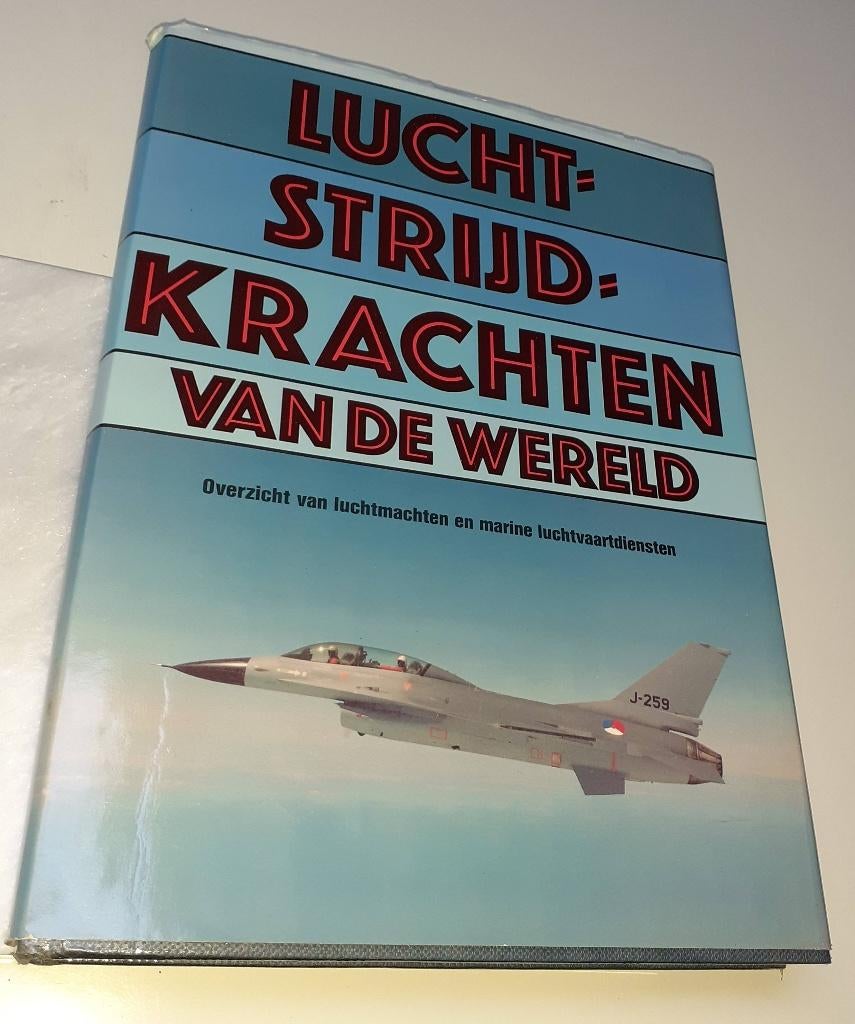 LUCHT-
STRIJD-
KRACHTEN
VAN DE WERELD
Overzicht van luchtmachten en marine luchtvaartdiensten
J-259